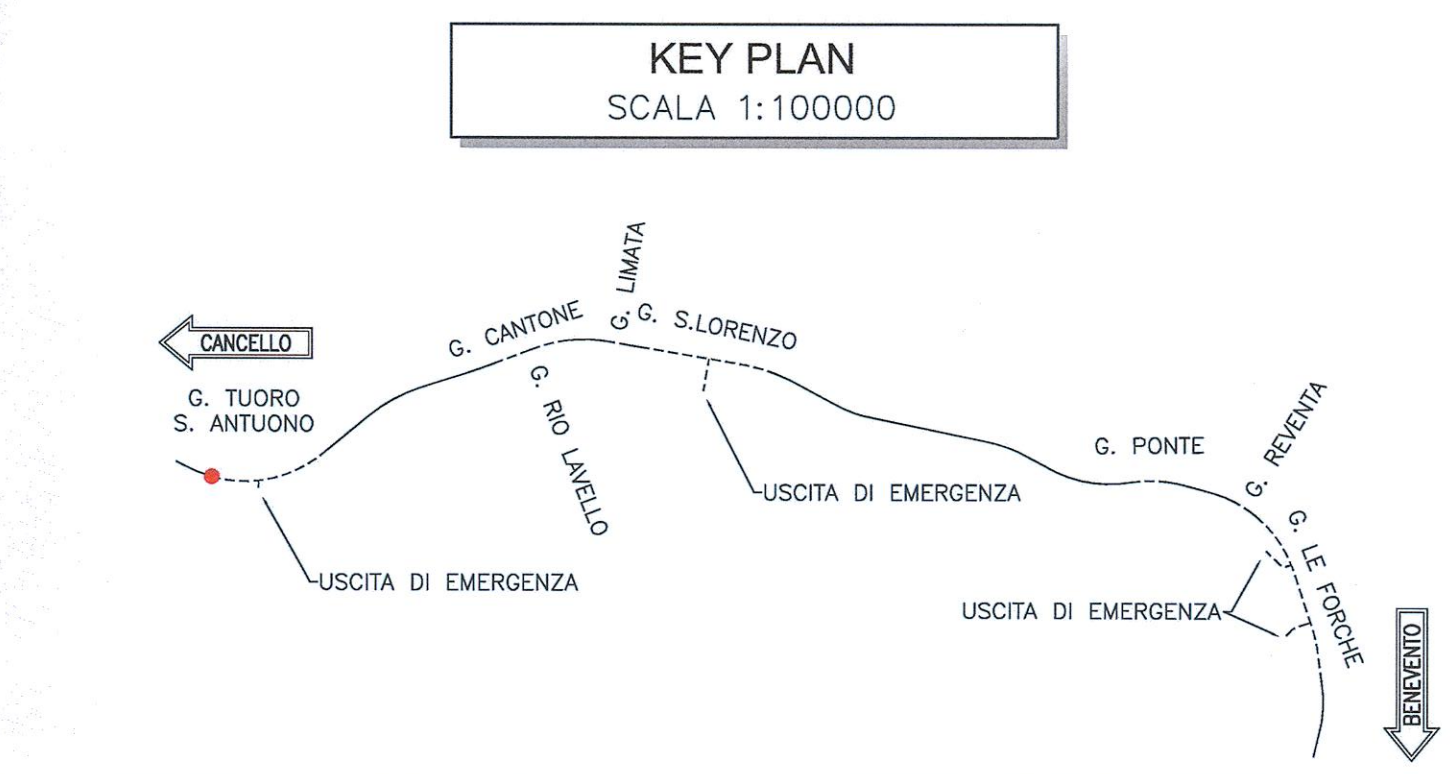 KEY PLAN
SCALA 1:100000
CANCELLO
G. TUORO
S. ANTUONO
G. CANTONE
G. LIMATA
G. S.LORENZO
G. RIO LAVELLO
USCITA DI EMERGENZA
USCITA DI EMERGENZA
G. PONTE
G. REVENTA
G. LE FORCHE
USCITA DI EMERGENZA
BENEVENTO